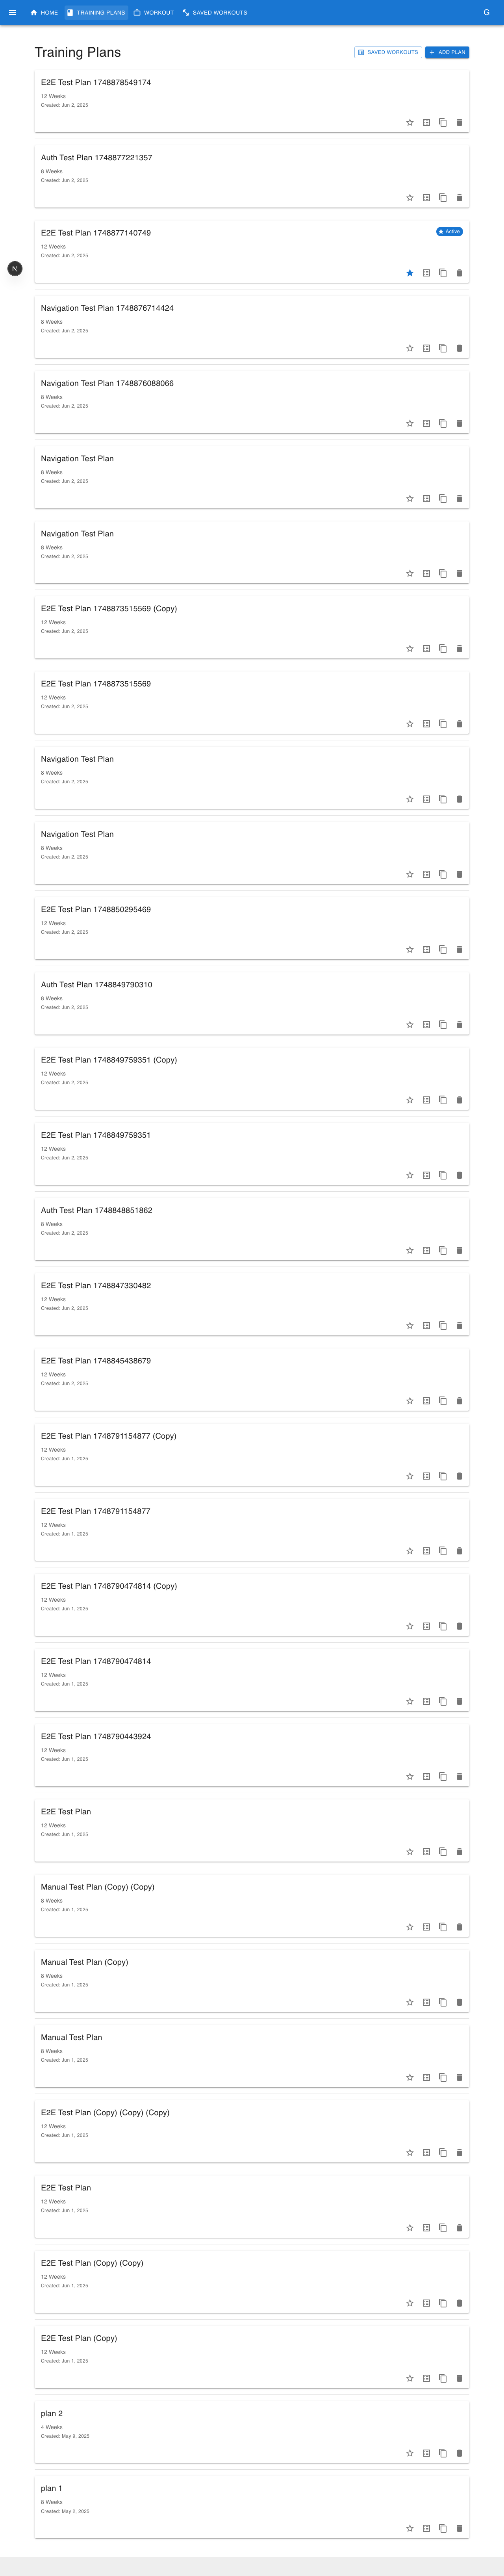 HOME
TRAINING PLANS
WORKOUT
SAVED WORKOUTS
G
Training Plans
SAVED WORKOUTS
ADD PLAN
E2E Test Plan 1748878549174
12 Weeks
Created: Jun 2, 2025
Auth Test Plan 1748877221357
8 Weeks
Created: Jun 2, 2025
E2E Test Plan 1748877140749
Active
12 Weeks
Created: Jun 2, 2025
N
Navigation Test Plan 1748876714424
8 Weeks
Created: Jun 2, 2025
Navigation Test Plan 1748876088066
8 Weeks
Created: Jun 2, 2025
Navigation Test Plan
8 Weeks
Created: Jun 2, 2025
Navigation Test Plan
8 Weeks
Created: Jun 2, 2025
E2E Test Plan 1748873515569 (Copy)
12 Weeks
Created: Jun 2, 2025
E2E Test Plan 1748873515569
12 Weeks
Created: Jun 2, 2025
Navigation Test Plan
8 Weeks
Created: Jun 2, 2025
Navigation Test Plan
8 Weeks
Created: Jun 2, 2025
E2E Test Plan 1748850295469
12 Weeks
Created: Jun 2, 2025
Auth Test Plan 1748849790310
8 Weeks
Created: Jun 2, 2025
E2E Test Plan 1748849759351 (Copy)
12 Weeks
Created: Jun 2, 2025
E2E Test Plan 1748849759351
12 Weeks
Created: Jun 2, 2025
Auth Test Plan 1748848851862
8 Weeks
Created: Jun 2, 2025
E2E Test Plan 1748847330482
12 Weeks
Created: Jun 2, 2025
E2E Test Plan 1748845438679
12 Weeks
Created: Jun 2, 2025
E2E Test Plan 1748791154877 (Copy)
12 Weeks
Created: Jun 1, 2025
E2E Test Plan 1748791154877
12 Weeks
Created: Jun 1, 2025
E2E Test Plan 1748790474814 (Copy)
12 Weeks
Created: Jun 1, 2025
E2E Test Plan 1748790474814
12 Weeks
Created: Jun 1, 2025
E2E Test Plan 1748790443924
12 Weeks
Created: Jun 1, 2025
E2E Test Plan
12 Weeks
Created: Jun 1, 2025
Manual Test Plan (Copy) (Copy)
8 Weeks
Created: Jun 1, 2025
Manual Test Plan (Copy)
8 Weeks
Created: Jun 1, 2025
Manual Test Plan
8 Weeks
Created: Jun 1, 2025
E2E Test Plan (Copy) (Copy) (Copy)
12 Weeks
Created: Jun 1, 2025
E2E Test Plan
12 Weeks
Created: Jun 1, 2025
E2E Test Plan (Copy) (Copy)
12 Weeks
Created: Jun 1, 2025
E2E Test Plan (Copy)
12 Weeks
Created: Jun 1, 2025
plan 2
4 Weeks
Created: May 9, 2025
plan 1
8 Weeks
Created: May 2, 2025